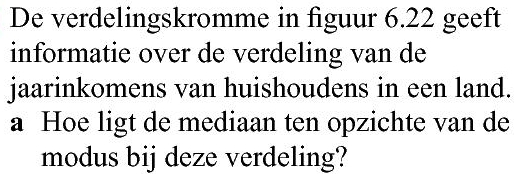 De verdelingskromme in figuur 6.22 geeft
informatie over de verdeling van de
jaarinkomens van huishoudens in een land.
a Hoe ligt de mediaan ten opzichte van de
modus bij deze verdeling?